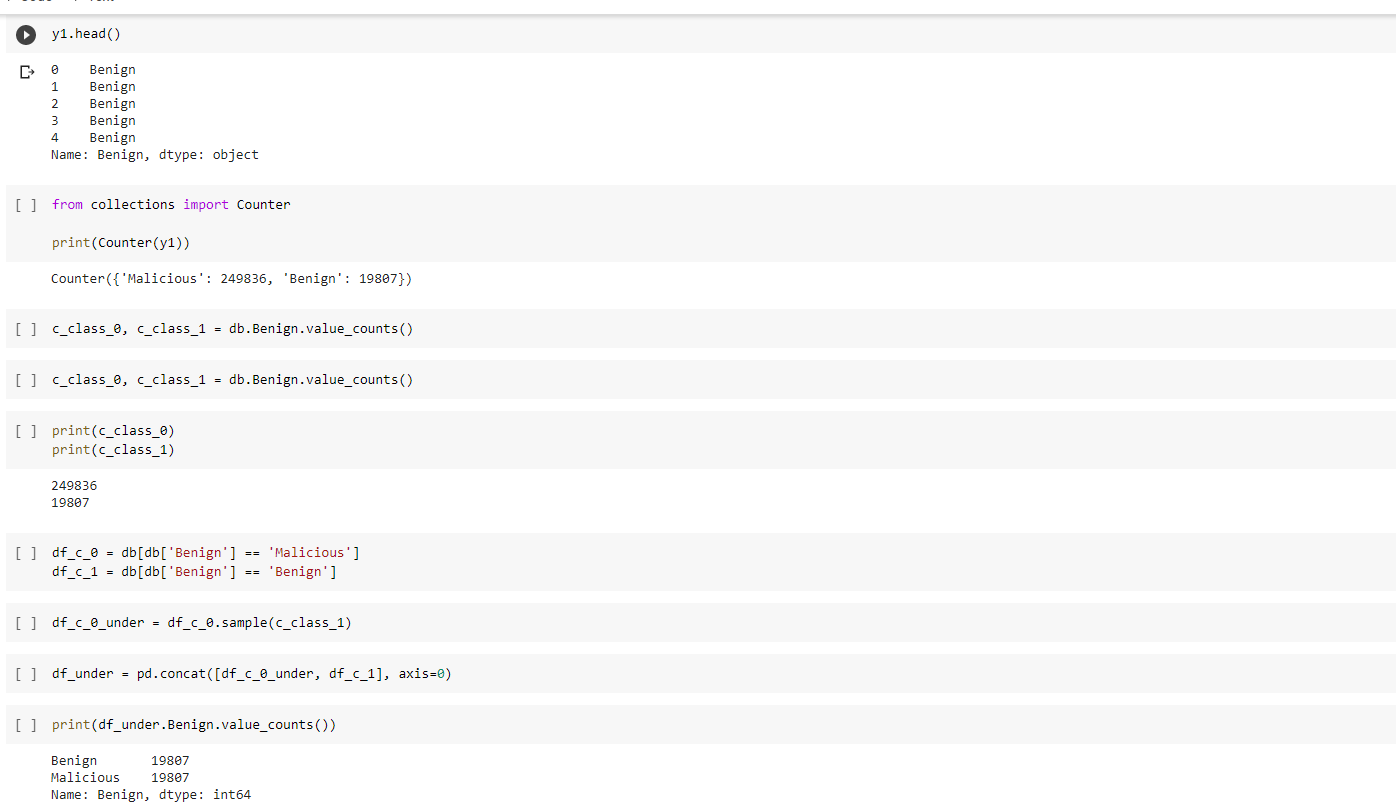 y1.head()
0    Benign
1    Benign
2    Benign
3    Benign
4    Benign
Name: Benign, dtype: object
[ ] from collections import Counter
print(Counter(y1))
Counter({'Malicious': 249836, 'Benign': 19807})
[ ] c_class_0, c_class_1 = db.Benign.value_counts()
[ ] c_class_0, c_class_1 = db.Benign.value_counts()
[ ] print(c_class_0)
print(c_class_1)
249836
19807
[ ] df_c_0 = db[db['Benign'] == 'Malicious']
df_c_1 = db[db['Benign'] == 'Benign']
[ ] df_c_0_under = df_c_0.sample(c_class_1)
[ ] df_under = pd.concat([df_c_0_under, df_c_1], axis=0)
[ ] print(df_under.Benign.value_counts())
Benign       19807
Malicious    19807
Name: Benign, dtype: int64